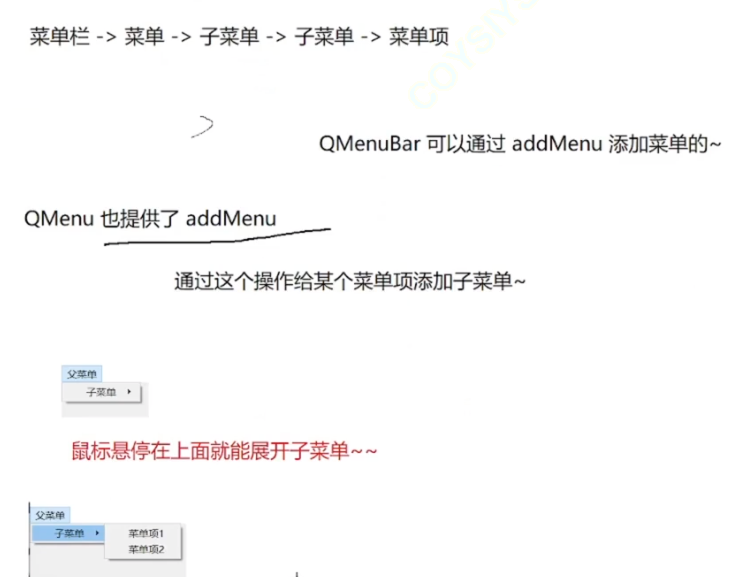 菜单栏 -> 菜单 -> 子菜单 -> 子菜单 -> 菜单项
QMenuBar 可以通过 addMenu 添加菜单的~
QMenu 也提供了 addMenu
通过这个操作给某个菜单项添加子菜单~
父菜单
子菜单
鼠标悬停在上面就能展开子菜单~~
父菜单
子菜单 菜单项1
菜单项2